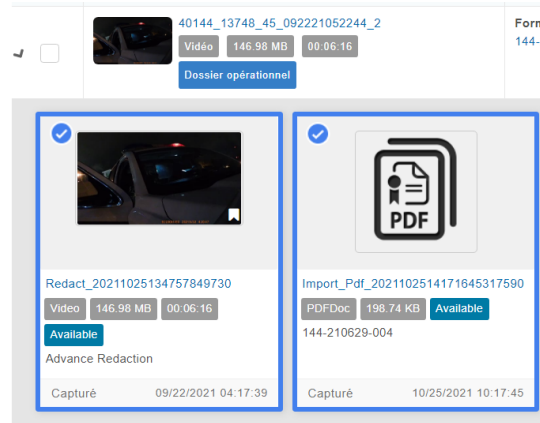 40144_13748_45_092221052244_2
Vidéo 146.98 MB 00:06:16
Dossier opérationnel
Form
144-
Redact_20211025134757849730
Video 146.98 MB 00:06:16
Available
Advance Redaction
Capturé 09/22/2021 04:17:39
PDF
Import_Pdf_2021102514171645317590
PDFDoc 198.74 KB Available
144-210629-004
Capturé 10/25/2021 10:17:45